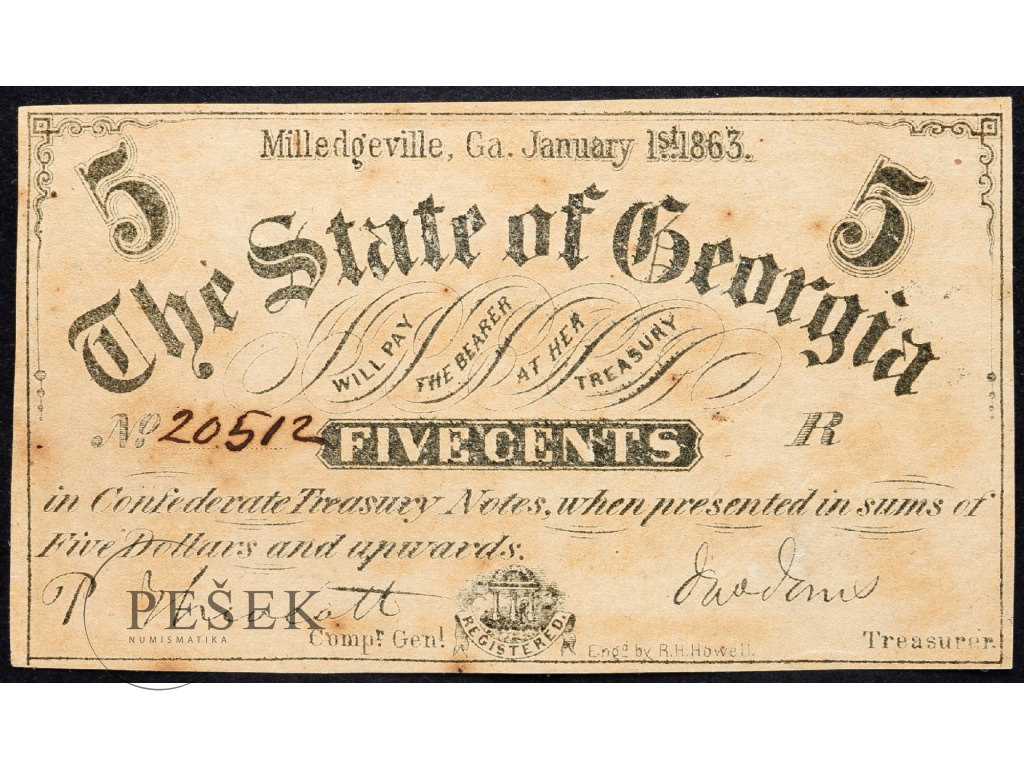 Milledgeville, Ga. January 1st. 1863.
5 5
The State of Georgia
WILL PAY THE BEARER AT HER TREASURY
No. 20512 FIVE CENTS R
in Confederate Treasury Notes, when presented in sums of
Five Dollars and upwards.
PEŠEK
NUMISMATIKA
REGISTERED.
Compr. Genl. Treasurer.
Engd by R.H. Howell.